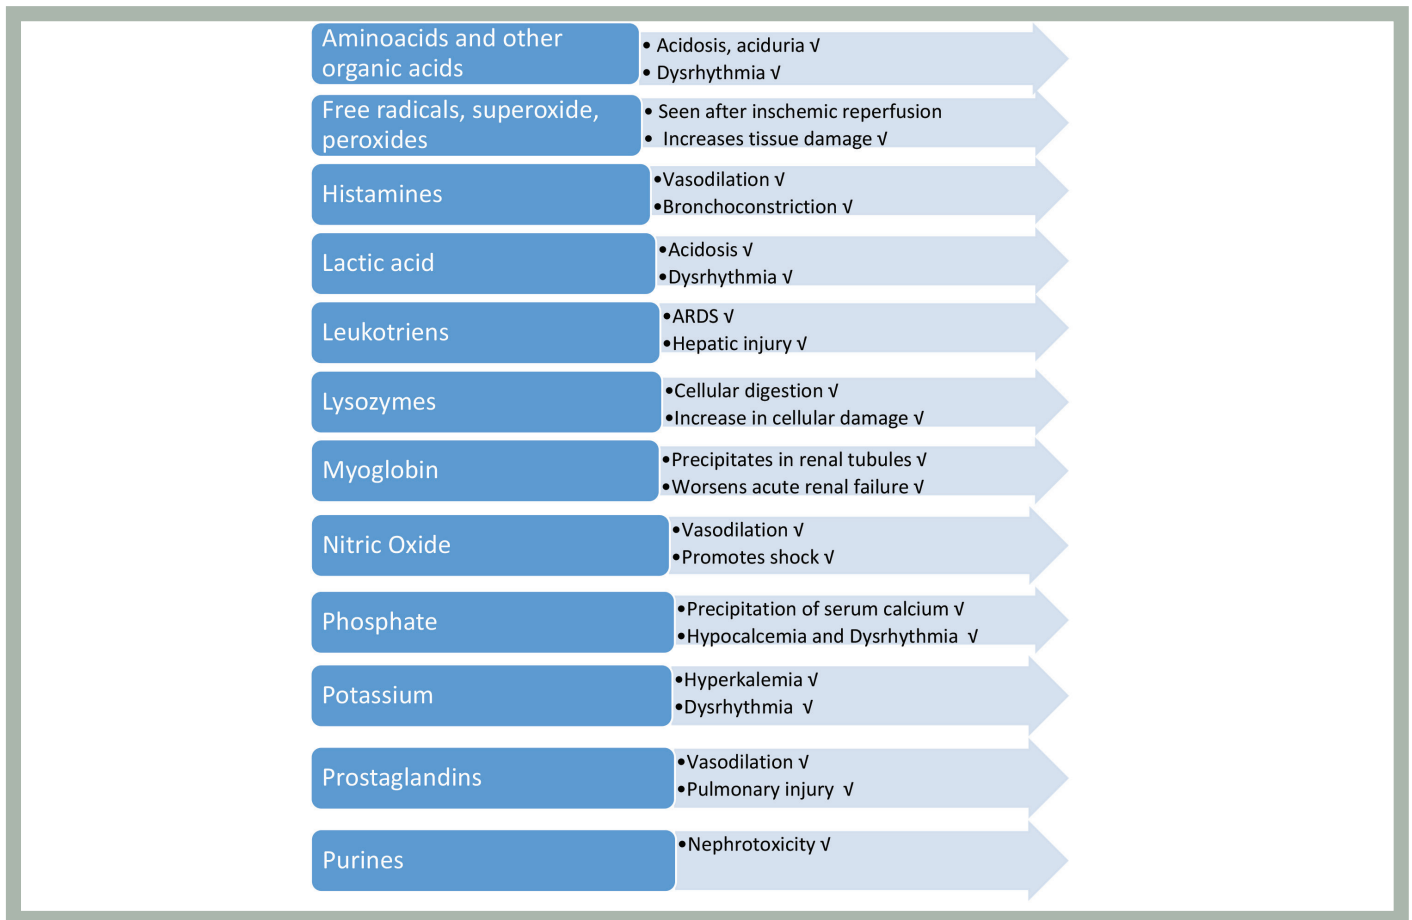 Aminoacids and other
organic acids
• Acidosis, aciduria √
• Dysrhythmia √
Free radicals, superoxide,
peroxides
• Seen after inschemic reperfusion
• Increases tissue damage √
Histamines
•Vasodilation √
•Bronchoconstriction √
Lactic acid
•Acidosis √
•Dysrhythmia √
Leukotriens
•ARDS √
•Hepatic injury √
Lysozymes
•Cellular digestion √
•Increase in cellular damage √
Myoglobin
•Precipitates in renal tubules √
•Worsens acute renal failure √
Nitric Oxide
•Vasodilation √
•Promotes shock √
Phosphate
•Precipitation of serum calcium √
•Hypocalcemia and Dysrhythmia √
Potassium
•Hyperkalemia √
•Dysrhythmia √
Prostaglandins
•Vasodilation √
•Pulmonary injury √
Purines
•Nephrotoxicity √